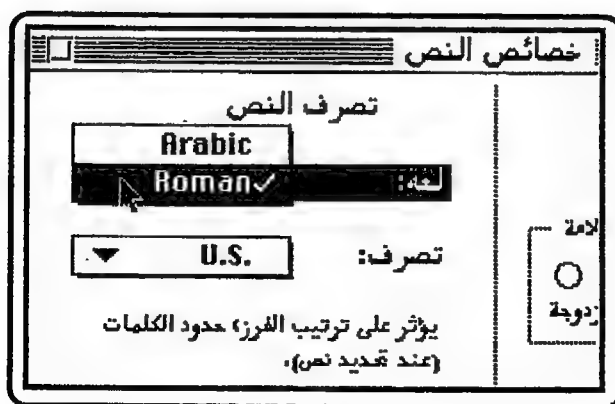 خصائص النص
تصرف النص
Arabic
لغة: Roman✓
تصرف: U.S.
يؤثر على ترتيب الفرز، حدود الكلمات
(عند تحديد نص).
زدوجة